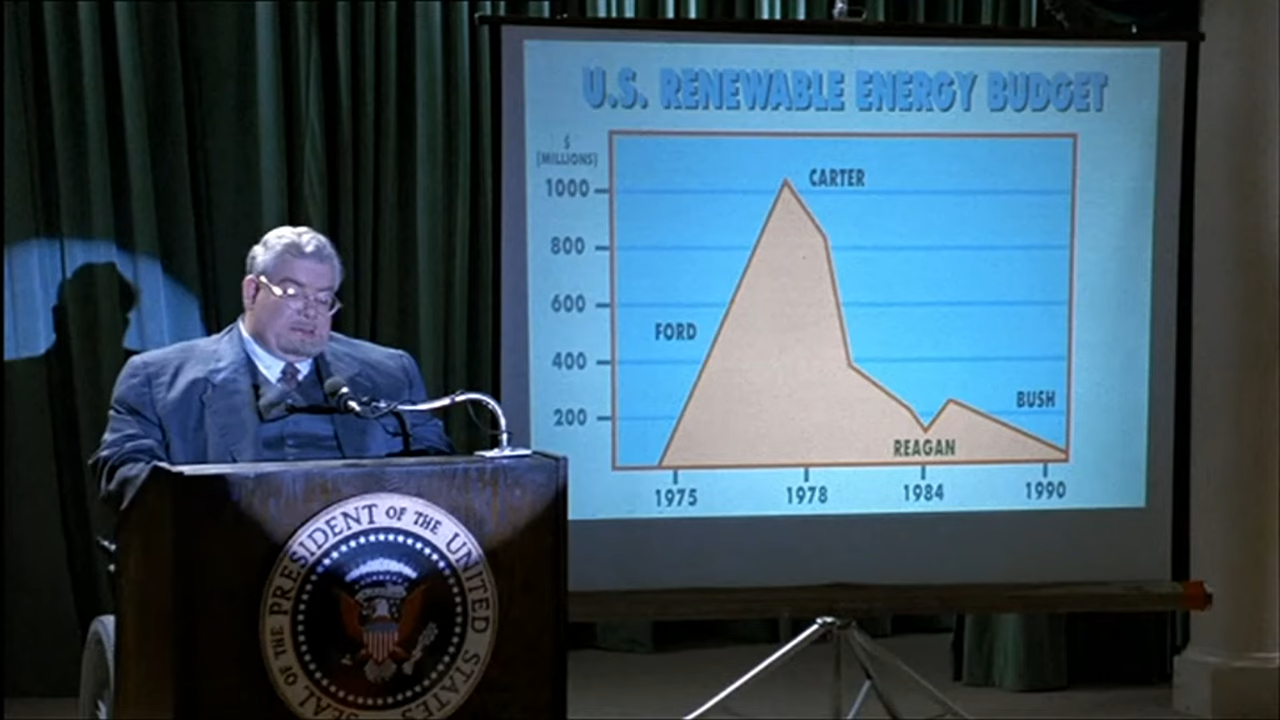 U.S. RENEWABLE ENERGY BUDGET
$
(MILLIONS)
1000
800
600
400
200
CARTER
FORD
BUSH
REAGAN
1975
1978
1984
1990
SEAL OF THE PRESIDENT OF THE UNITED STATES